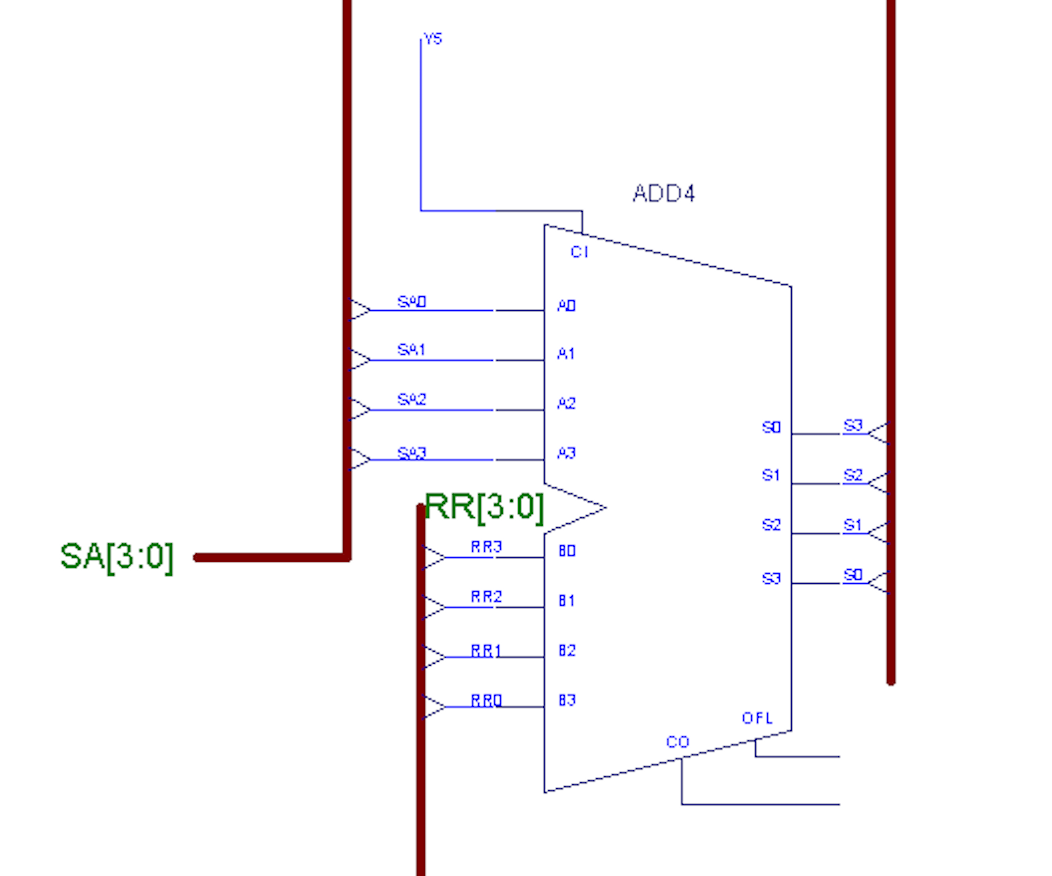 Y5
ADD4
CI
SA0 A0
SA1 A1
SA2 A2
SA3 A3
S0 S3
S1 S2
S2 S1
S3 S0
RR[3:0]
SA[3:0]
RR3 B0
RR2 B1
RR1 B2
RR0 B3
OFL
CO